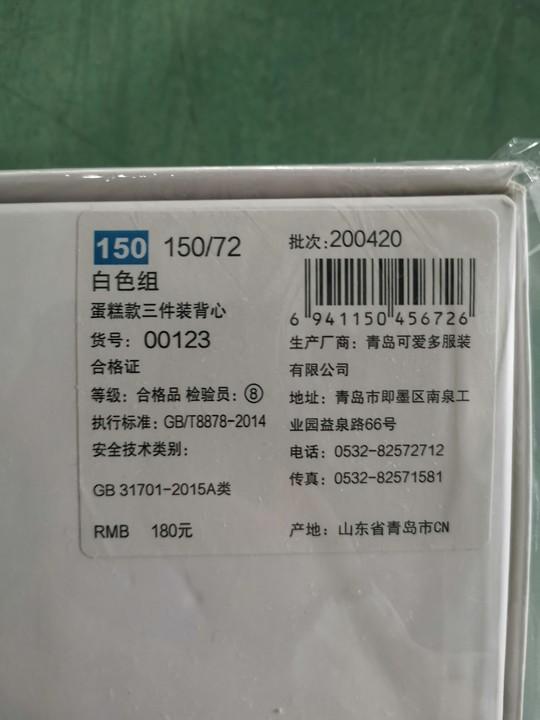 150 150/72
白色组
蛋糕款三件装背心
货号: 00123
合格证
等级: 合格品 检验员: ⑧
执行标准: GB/T8878-2014
安全技术类别:
GB 31701-2015A类
RMB 180元
批次:200420
6 941150 456726
生产厂商: 青岛可爱多服装
有限公司
地址: 青岛市即墨区南泉工
业园益泉路66号
电话: 0532-82572712
传真: 0532-82571581
产地: 山东省青岛市CN